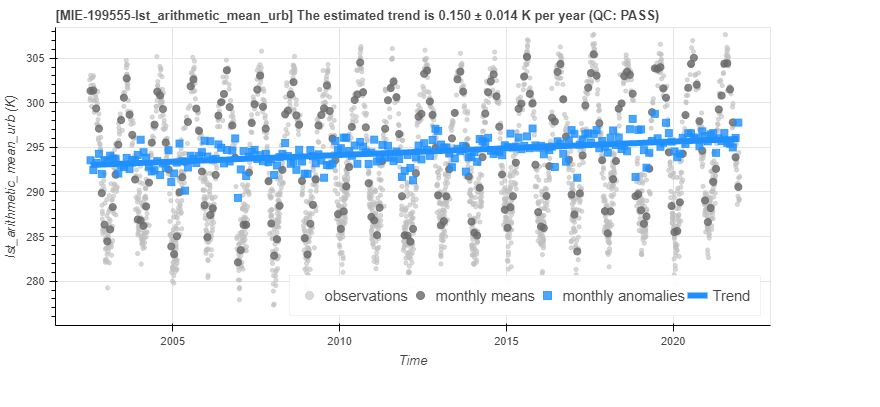 [MIE-199555-lst_arithmetic_mean_urb] The estimated trend is 0.150 ± 0.014 K per year (QC: PASS)
305
300
295
290
285
280
lst_arithmetic_mean_urb (K)
observations monthly means monthly anomalies Trend
2005 2010 2015 2020
Time